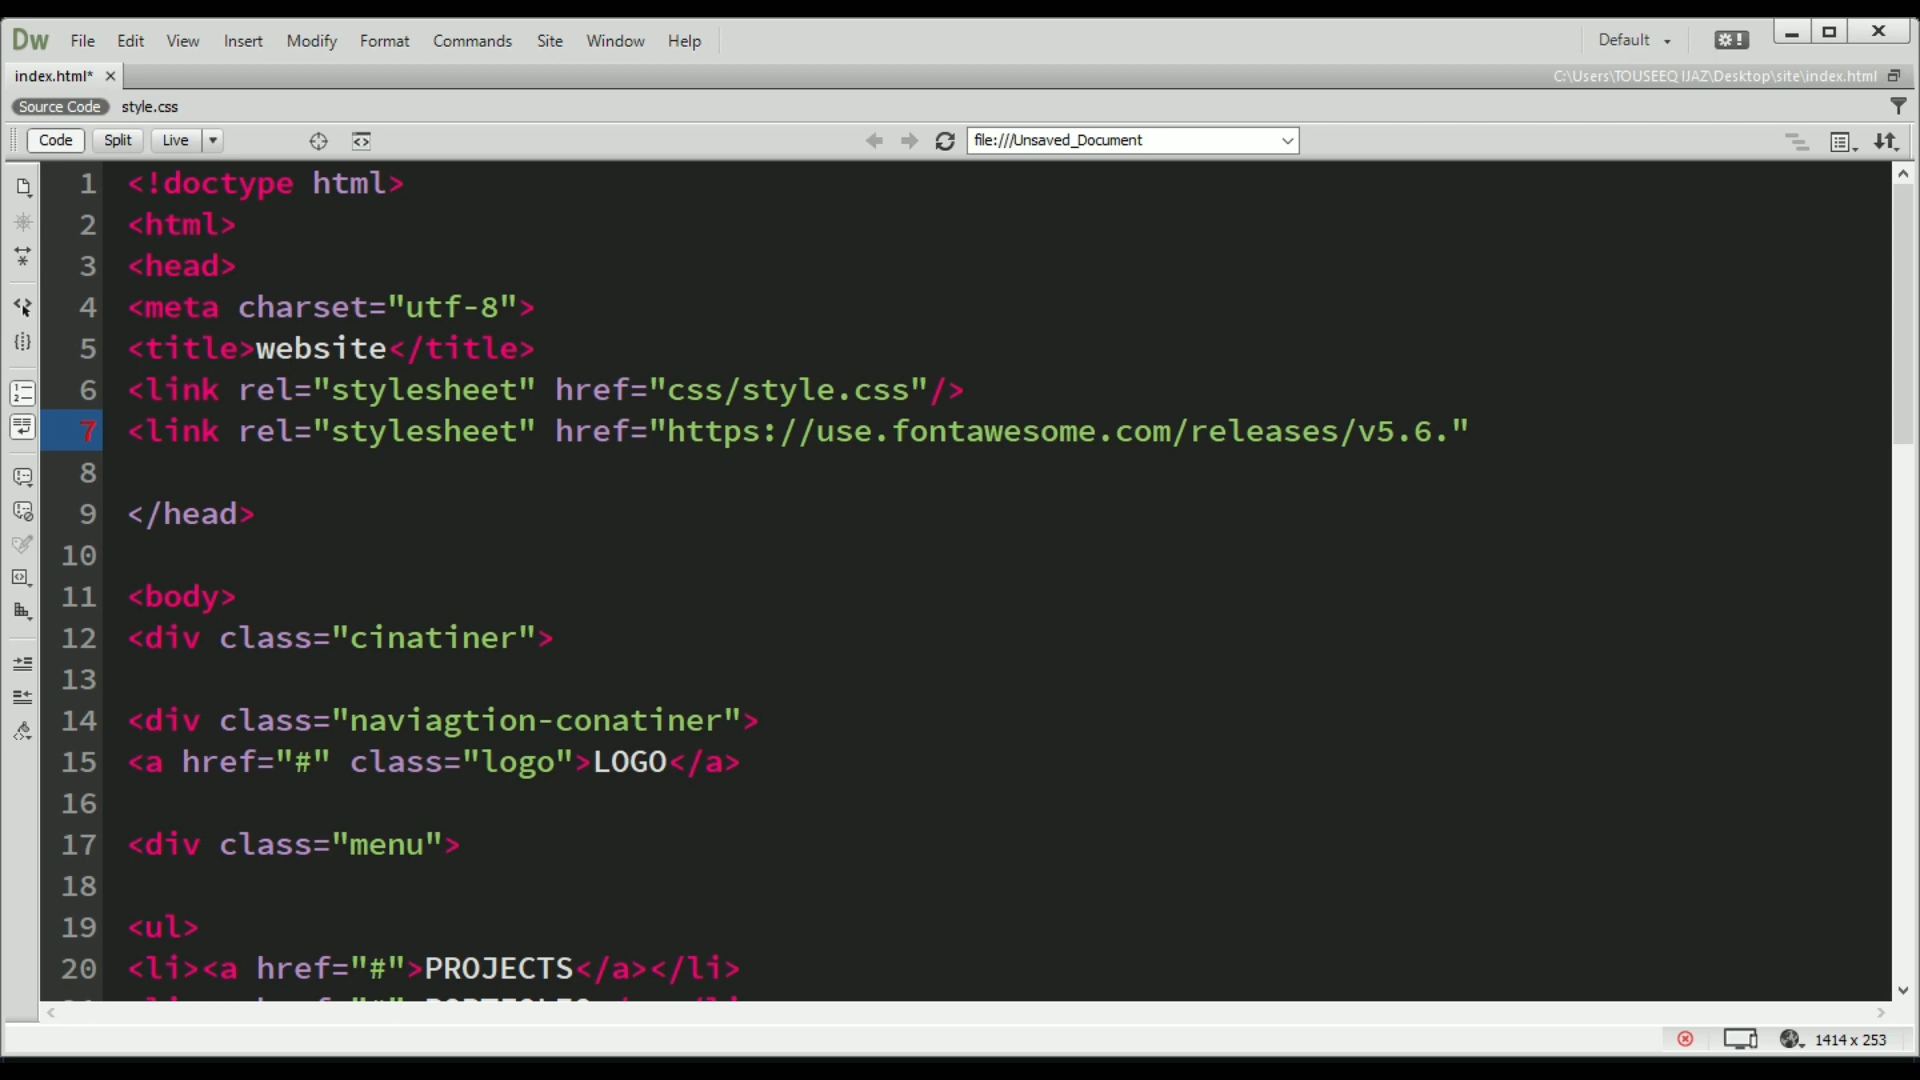 Dw File Edit View Insert Modify Format Commands Site Window Help Default
index.html* C:\Users\TOUSEEQ IJAZ\Desktop\site\index.html
Source Code style.css
Code Split Live file:///Unsaved_Document
1 <!doctype html>
2 <html>
3 <head>
4 <meta charset="utf-8">
5 <title>website</title>
6 <link rel="stylesheet" href="css/style.css"/>
7 <link rel="stylesheet" href="https://use.fontawesome.com/releases/v5.6."
8
9 </head>
10
11 <body>
12 <div class="cinatiner">
13
14 <div class="naviagtion-conatiner">
15 <a href="#" class="logo">LOGO</a>
16
17 <div class="menu">
18
19 <ul>
20 <li><a href="#">PROJECTS</a></li>
1414 x 253